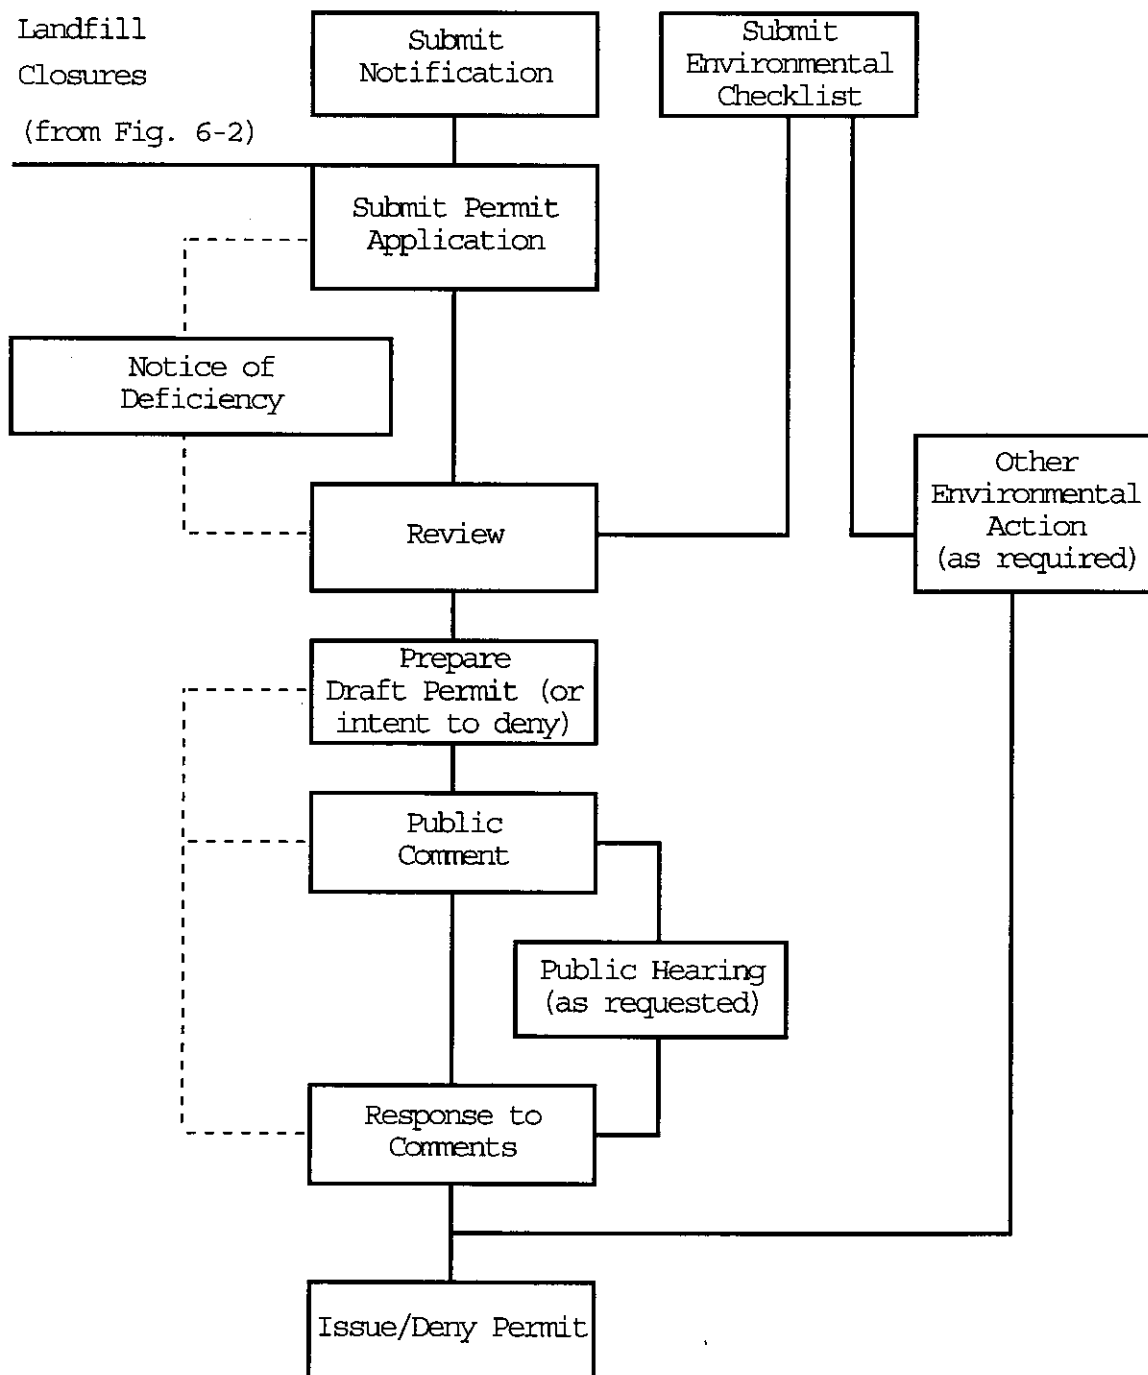 Landfill
Closures
(from Fig. 6-2)
Submit
Notification
Submit
Environmental
Checklist
Submit Permit
Application
Notice of
Deficiency
Other
Environmental
Action
(as required)
Review
Prepare
Draft Permit (or
intent to deny)
Public
Comment
Public Hearing
(as requested)
Response to
Comments
Issue/Deny Permit